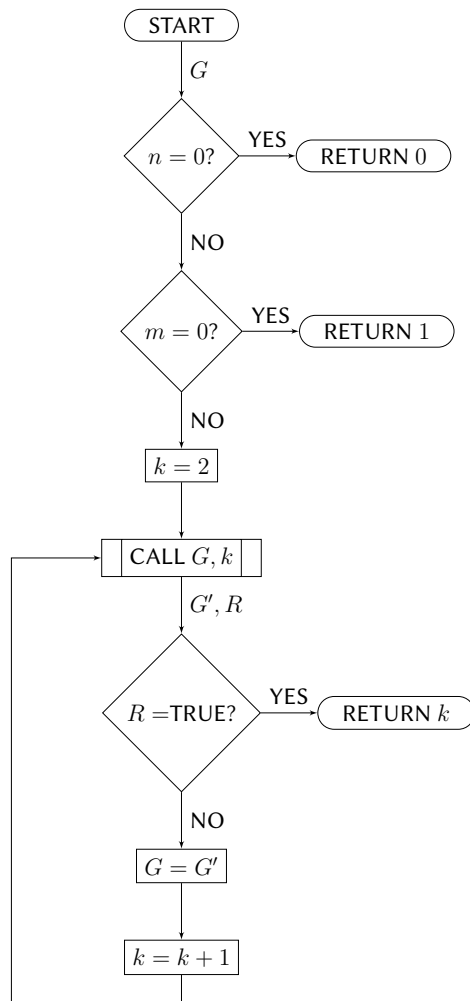 START
G
n = 0?
YES
RETURN 0
NO
m = 0?
YES
RETURN 1
NO
k = 2
CALL G, k
G′, R
R =TRUE?
YES
RETURN k
NO
G = G′
k = k + 1